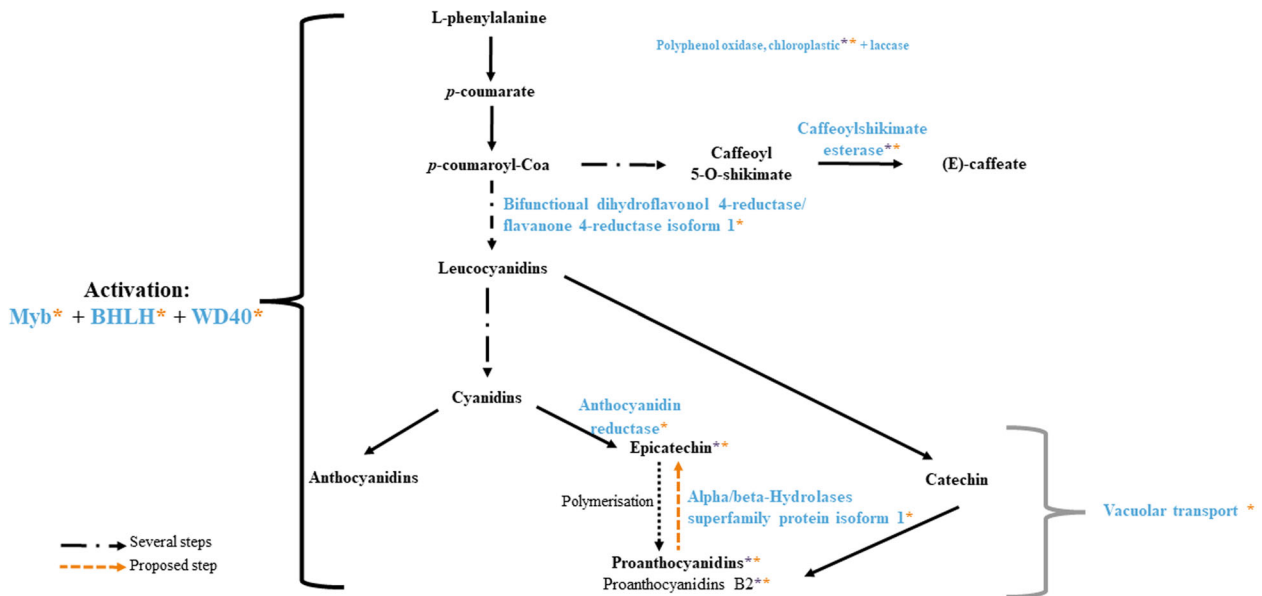 L-phenylalanine
Polyphenol oxidase, chloroplastic** + laccase
p-coumarate
Caffeoylshikimate
esterase**
p-coumaroyl-Coa
Caffeoyl
5-O-shikimate
(E)-caffeate
Bifunctional dihydroflavonol 4-reductase/
flavanone 4-reductase isoform 1*
Leucocyanidins
Activation:
Myb* + BHLH* + WD40*
Cyanidins
Anthocyanidin
reductase*
Epicatechin**
Anthocyanidins
Catechin
Polymerisation
Alpha/beta-Hydrolases
superfamily protein isoform 1*
Vacuolar transport *
Several steps
Proposed step
Proanthocyanidins**
Proanthocyanidins B2**